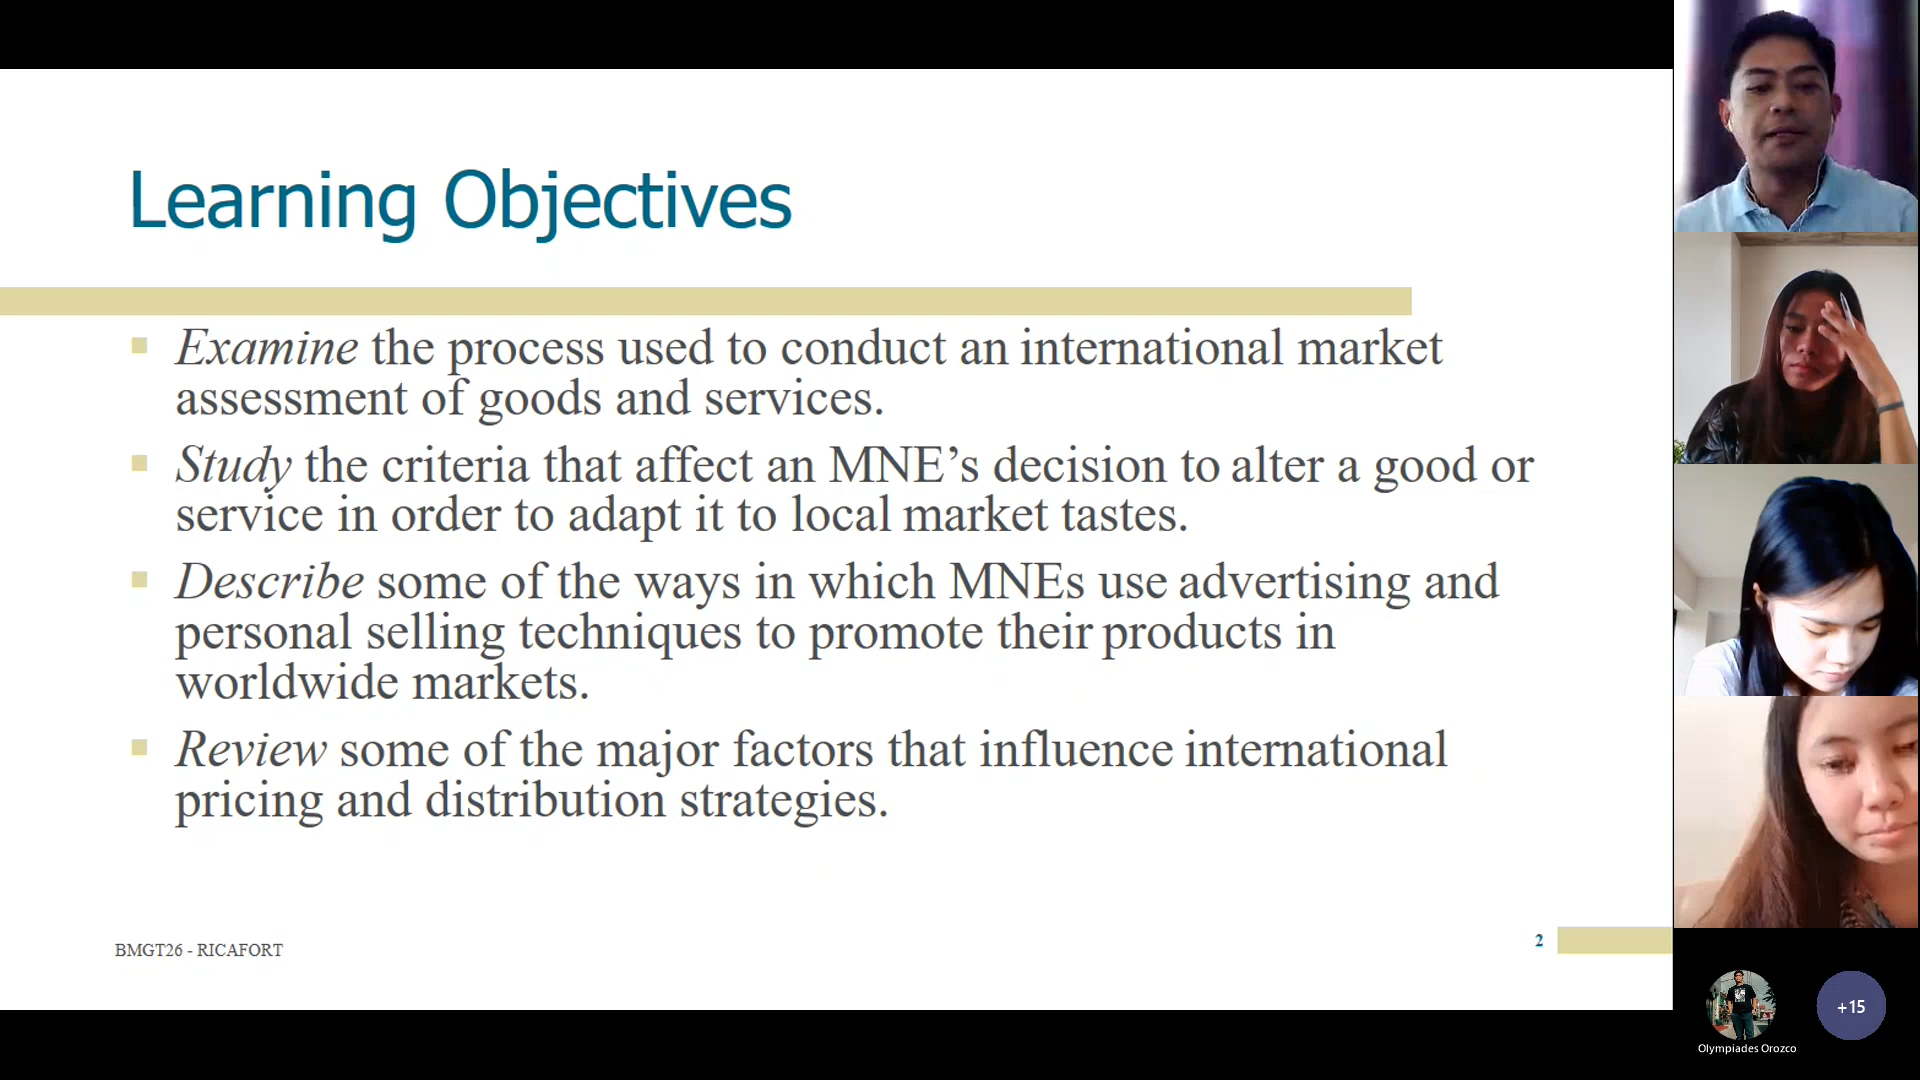 Learning Objectives
Examine the process used to conduct an international market
assessment of goods and services.
Study the criteria that affect an MNE’s decision to alter a good or
service in order to adapt it to local market tastes.
Describe some of the ways in which MNEs use advertising and
personal selling techniques to promote their products in
worldwide markets.
Review some of the major factors that influence international
pricing and distribution strategies.
BMGT26 - RICAFORT
2
+15
Olympiades Orozco